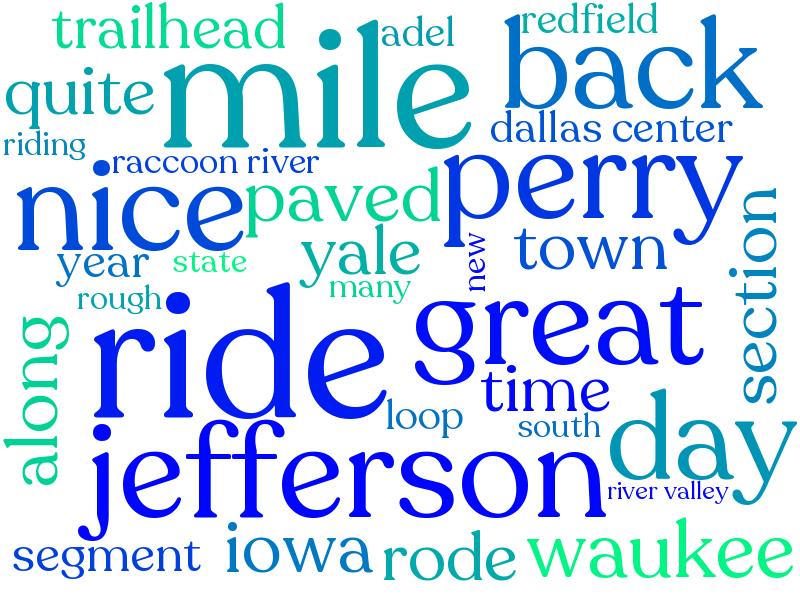 trailhead
adel
redfield
mile
back
quite
dallas center
riding
raccoon river
perry
nice
paved
section
yale
town
new
year
state
many
rough
ride
great
along
time
loop
day
south
jefferson
river valley
iowa
rode
waukee
segment